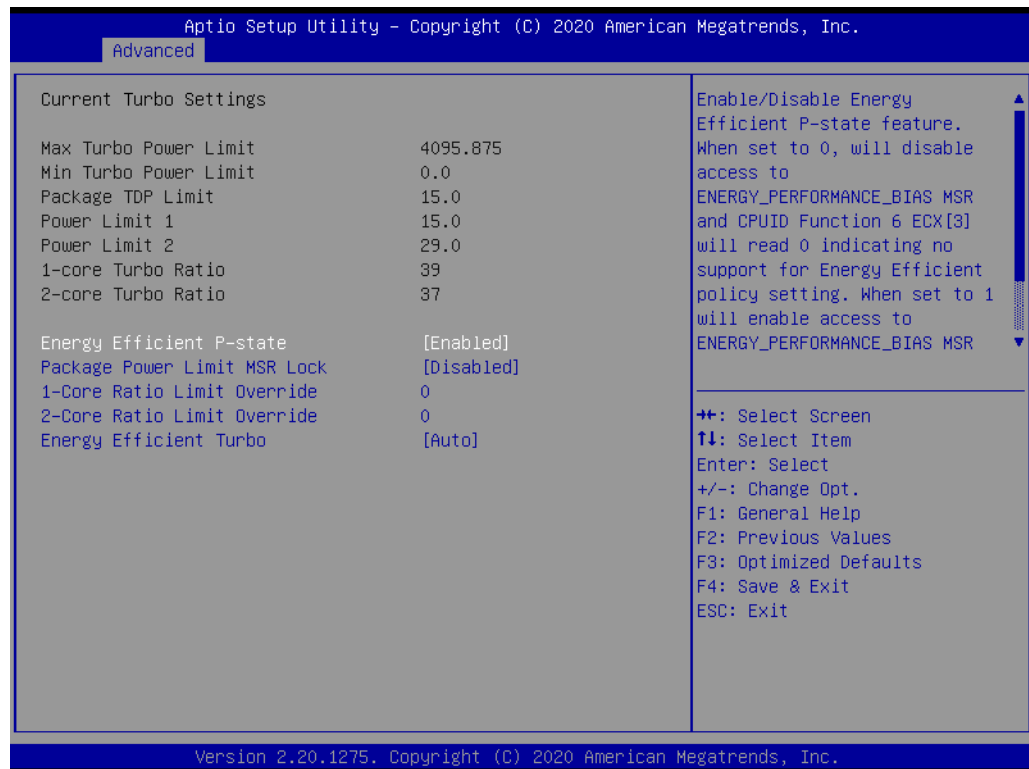 Aptio Setup Utility – Copyright (C) 2020 American Megatrends, Inc.
Advanced
Current Turbo Settings
Max Turbo Power Limit 4095.875
Min Turbo Power Limit 0.0
Package TDP Limit 15.0
Power Limit 1 15.0
Power Limit 2 29.0
1-core Turbo Ratio 39
2-core Turbo Ratio 37
Energy Efficient P-state [Enabled]
Package Power Limit MSR Lock [Disabled]
1-Core Ratio Limit Override 0
2-Core Ratio Limit Override 0
Energy Efficient Turbo [Auto]
Enable/Disable Energy
Efficient P-state feature.
When set to 0, will disable
access to
ENERGY_PERFORMANCE_BIAS MSR
and CPUID Function 6 ECX[3]
will read 0 indicating no
support for Energy Efficient
policy setting. When set to 1
will enable access to
ENERGY_PERFORMANCE_BIAS MSR
→←: Select Screen
↑↓: Select Item
Enter: Select
+/-: Change Opt.
F1: General Help
F2: Previous Values
F3: Optimized Defaults
F4: Save & Exit
ESC: Exit
Version 2.20.1275. Copyright (C) 2020 American Megatrends, Inc.